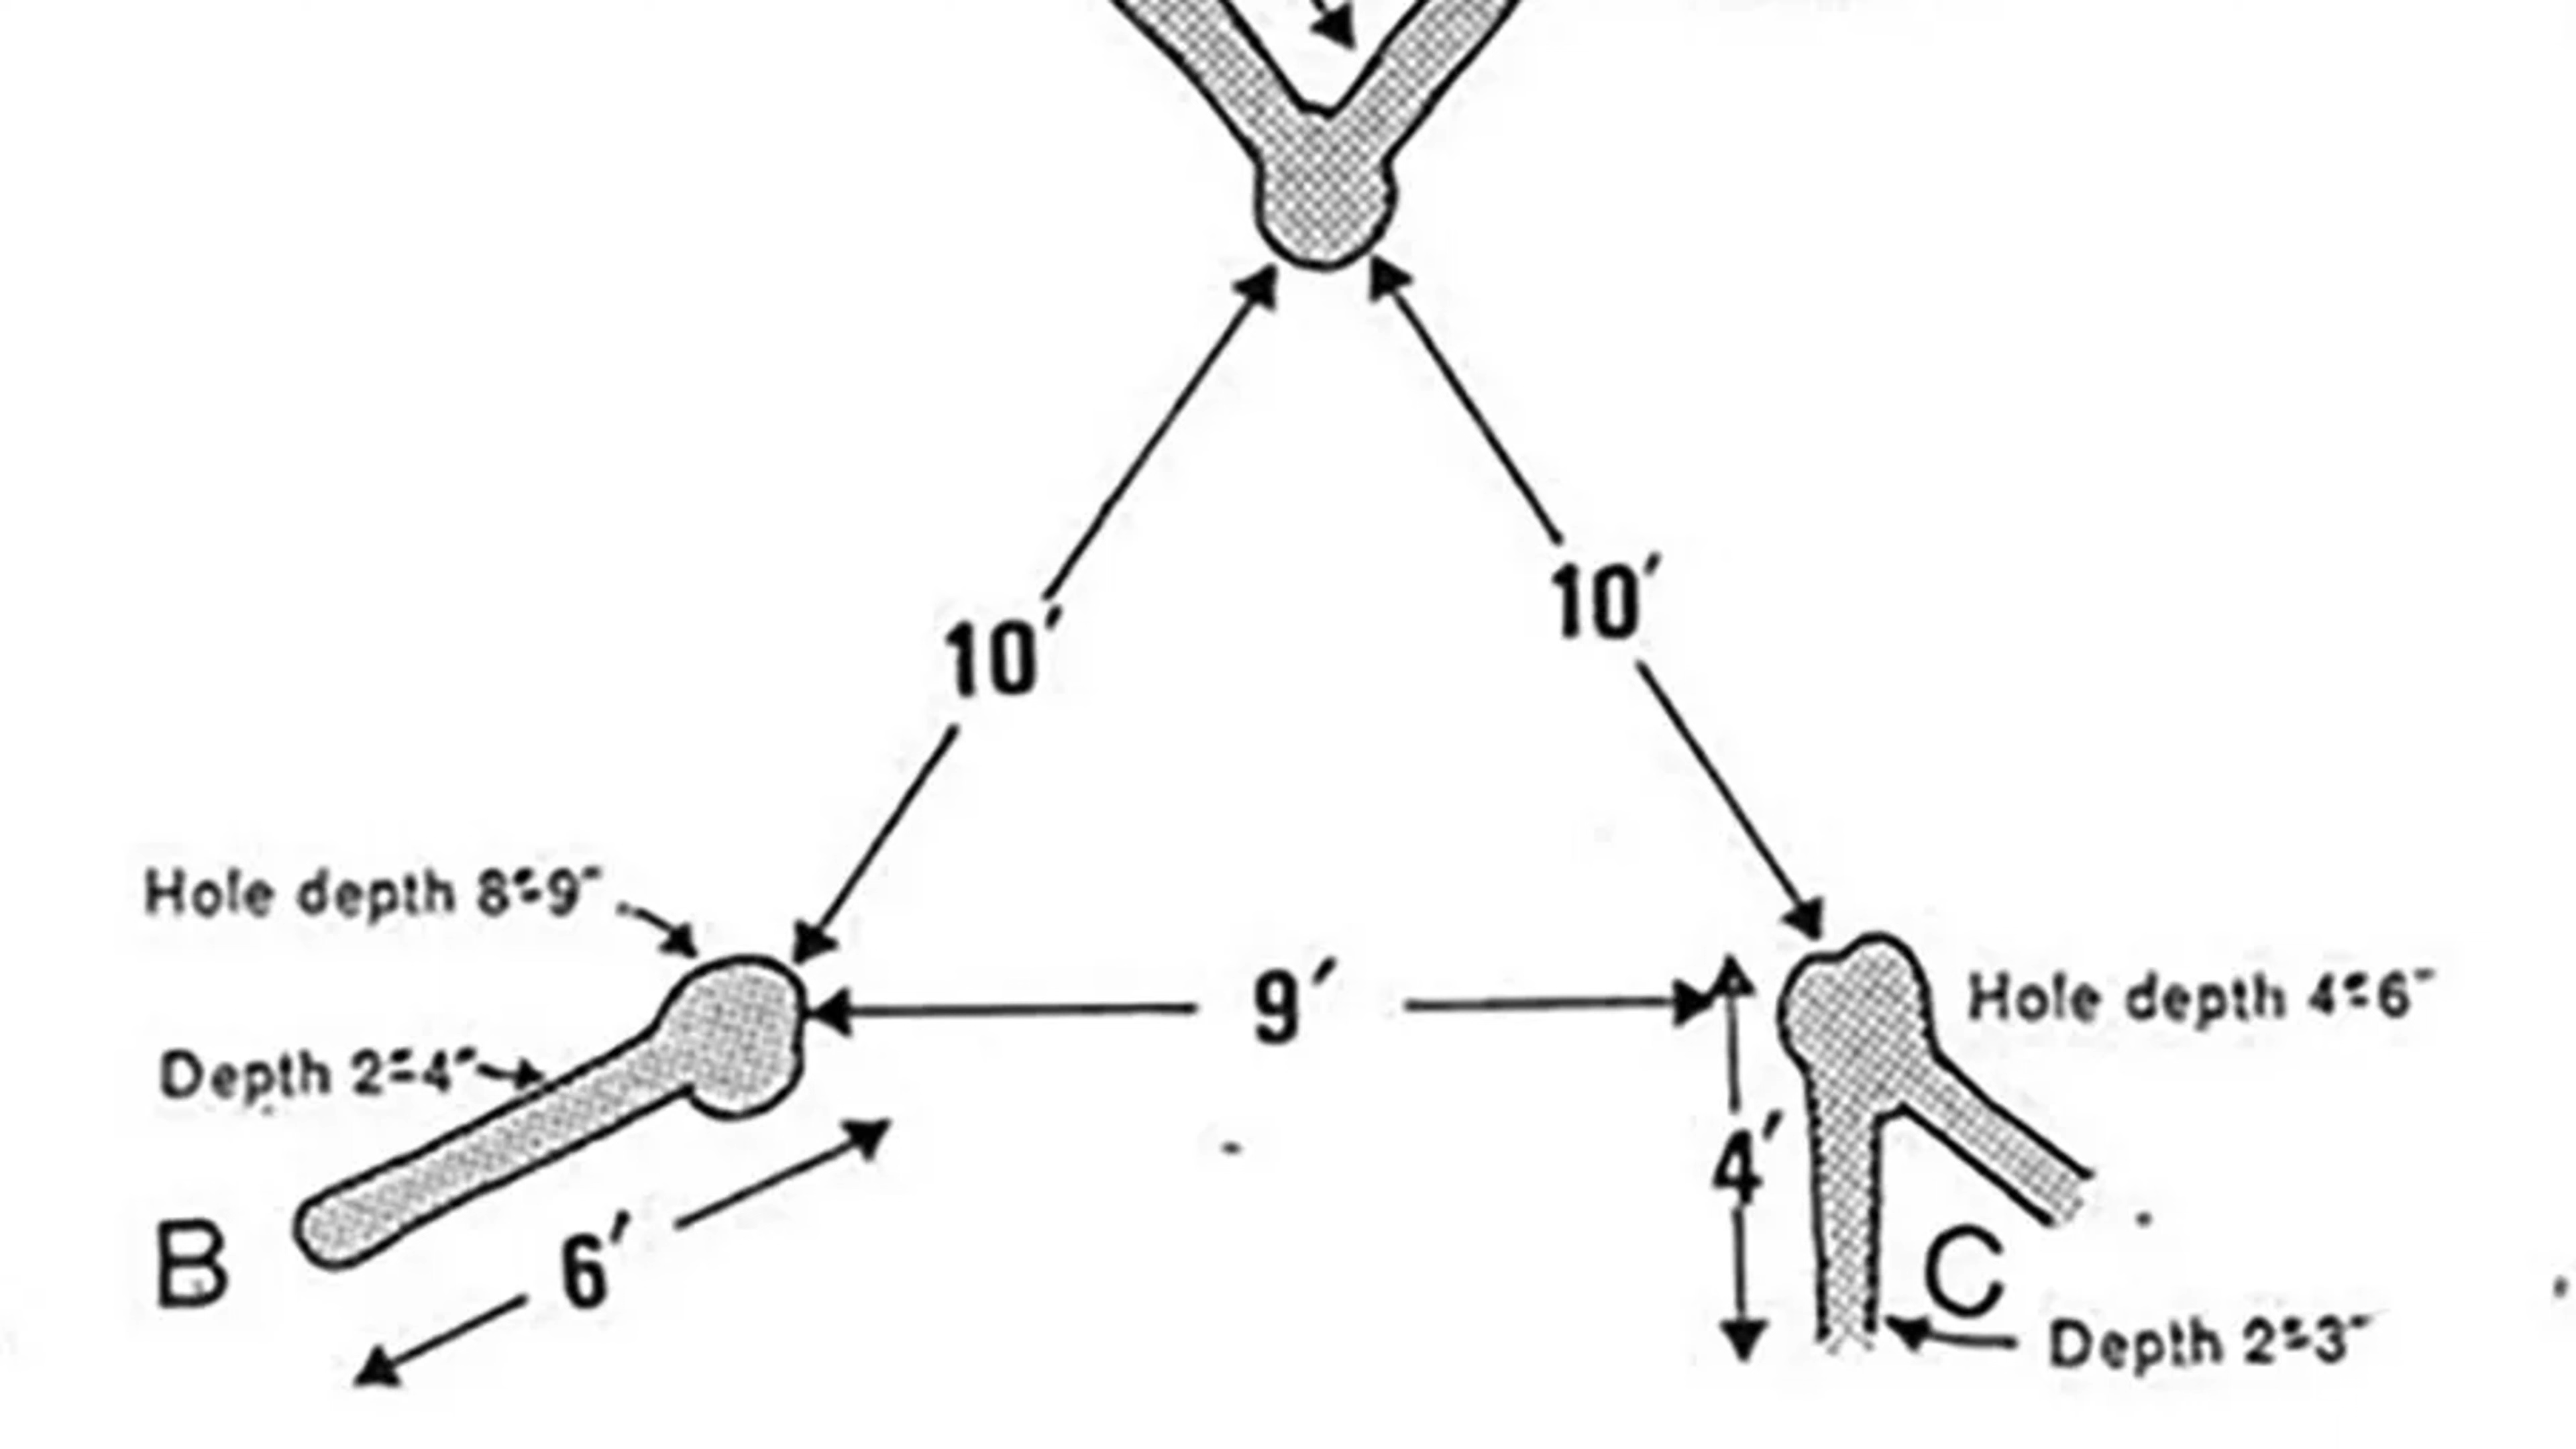 10′
10′
Hole depth 8"-9"
9′
Hole depth 4"-6"
Depth 2"-4"
4′
B
6′
C
Depth 2"-3"